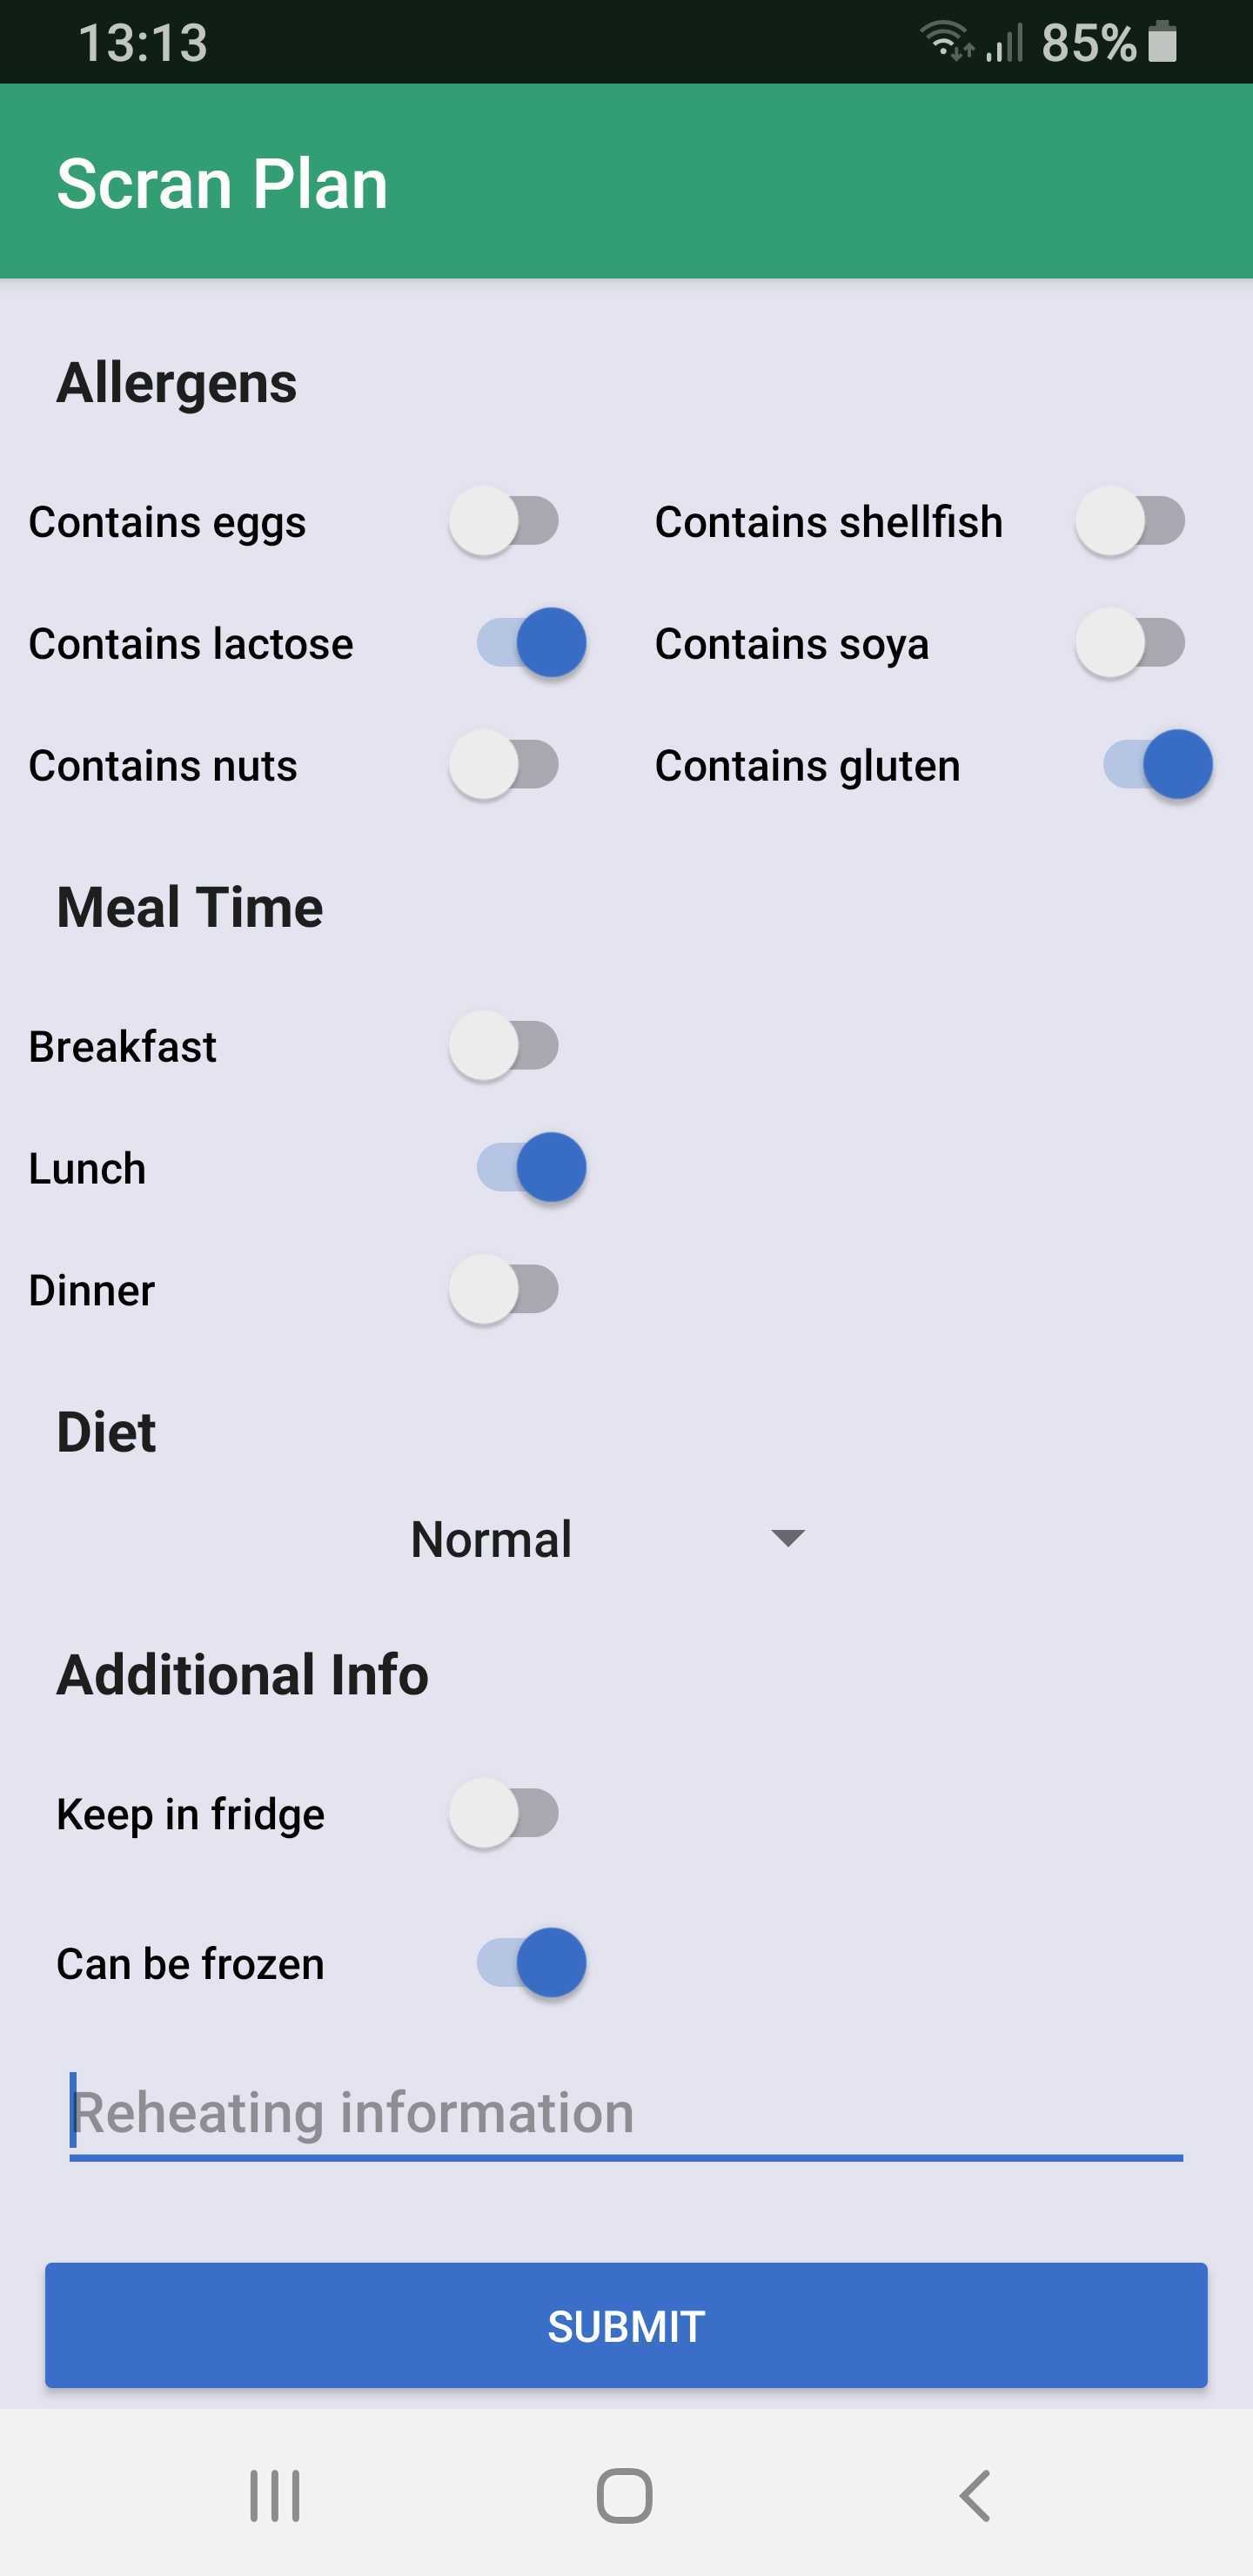 13:13 85%
Scran Plan
Allergens
Contains eggs Contains shellfish
Contains lactose Contains soya
Contains nuts Contains gluten
Meal Time
Breakfast
Lunch
Dinner
Diet
Normal
Additional Info
Keep in fridge
Can be frozen
Reheating information
SUBMIT